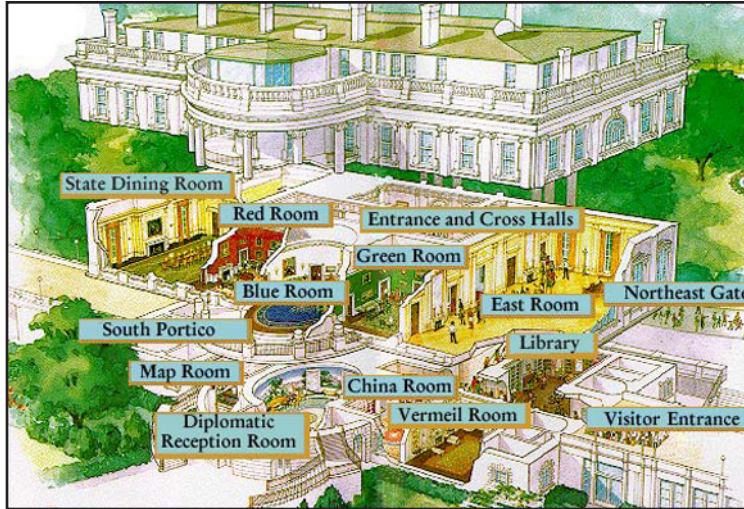 State Dining Room
Red Room
Entrance and Cross Halls
Green Room
Blue Room
East Room
Northeast Gate
South Portico
Library
Map Room
China Room
Diplomatic
Reception Room
Vermeil Room
Visitor Entrance